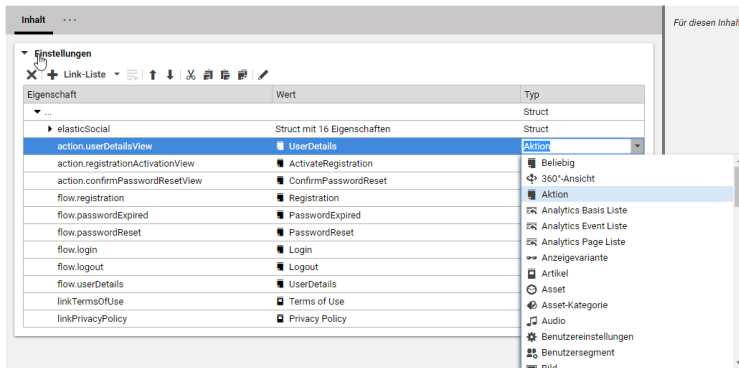 Inhalt ...
Für diesen Inhal
Einstellungen
Link-Liste
Eigenschaft Wert Typ
... Struct
elasticSocial Struct mit 16 Eigenschaften Struct
action.userDetailsView UserDetails Aktion
action.registrationActivationView ActivateRegistration
action.confirmPasswordResetView ConfirmPasswordReset
flow.registration Registration
flow.passwordExpired PasswordExpired
flow.passwordReset PasswordReset
flow.login Login
flow.logout Logout
flow.userDetails UserDetails
linkTermsOfUse Terms of Use
linkPrivacyPolicy Privacy Policy
Beliebig
360°-Ansicht
Aktion
Analytics Basis Liste
Analytics Event Liste
Analytics Page Liste
Anzeigevariante
Artikel
Asset
Asset-Kategorie
Audio
Benutzereinstellungen
Benutzersegment
Bild